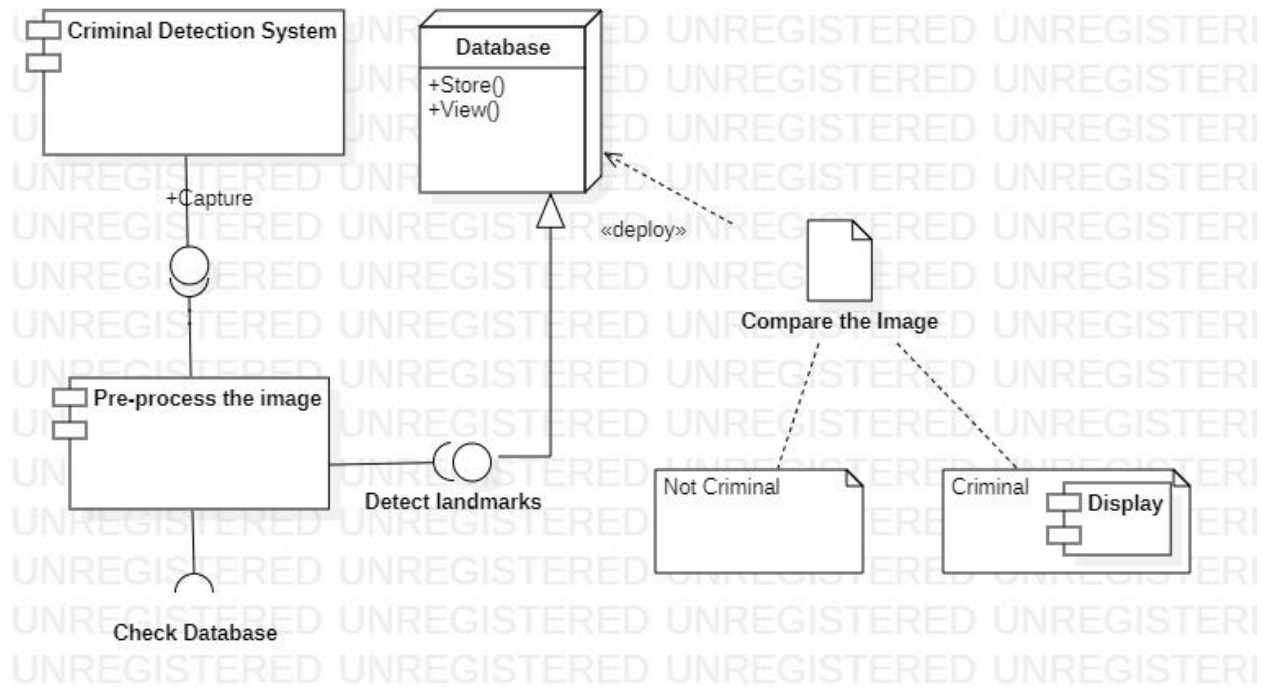 Criminal Detection System
Database
+Store()
+View()
+Capture
«deploy»
Compare the Image
Pre-process the image
Detect landmarks
Not Criminal
Criminal
Display
Check Database
UNREGISTERED